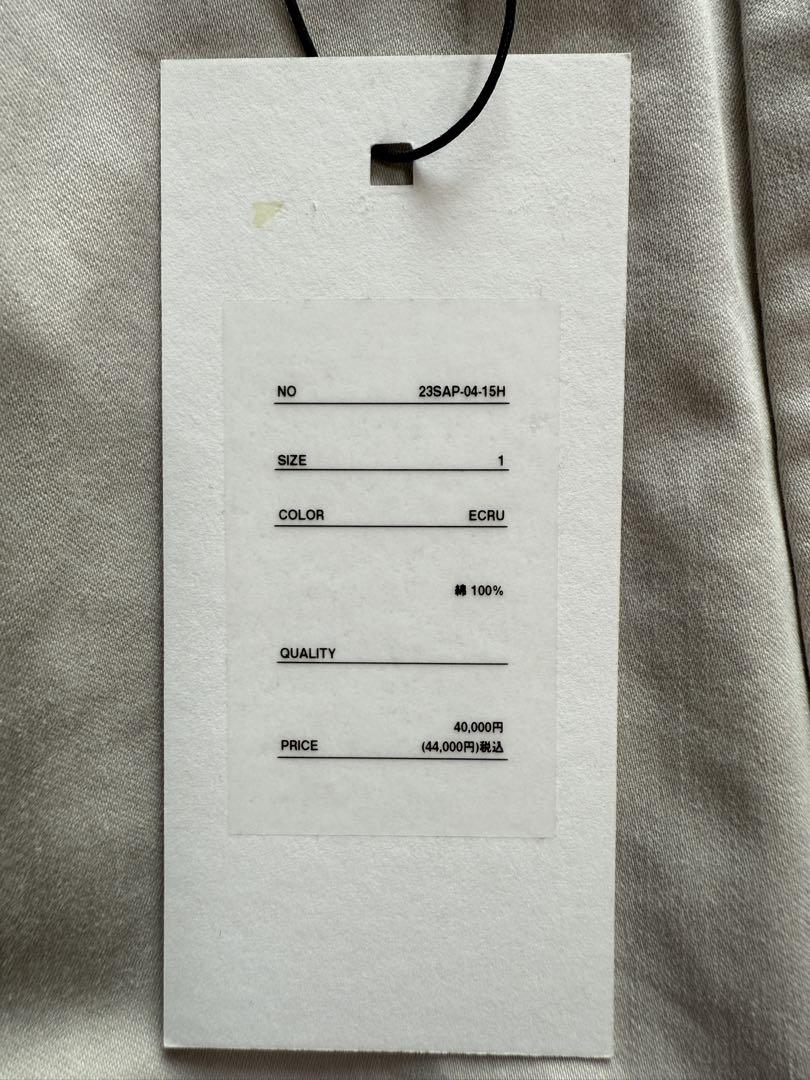 NO 23SAP-04-15H
SIZE 1
COLOR ECRU
綿 100%
QUALITY
40,000円
PRICE (44,000円)税込